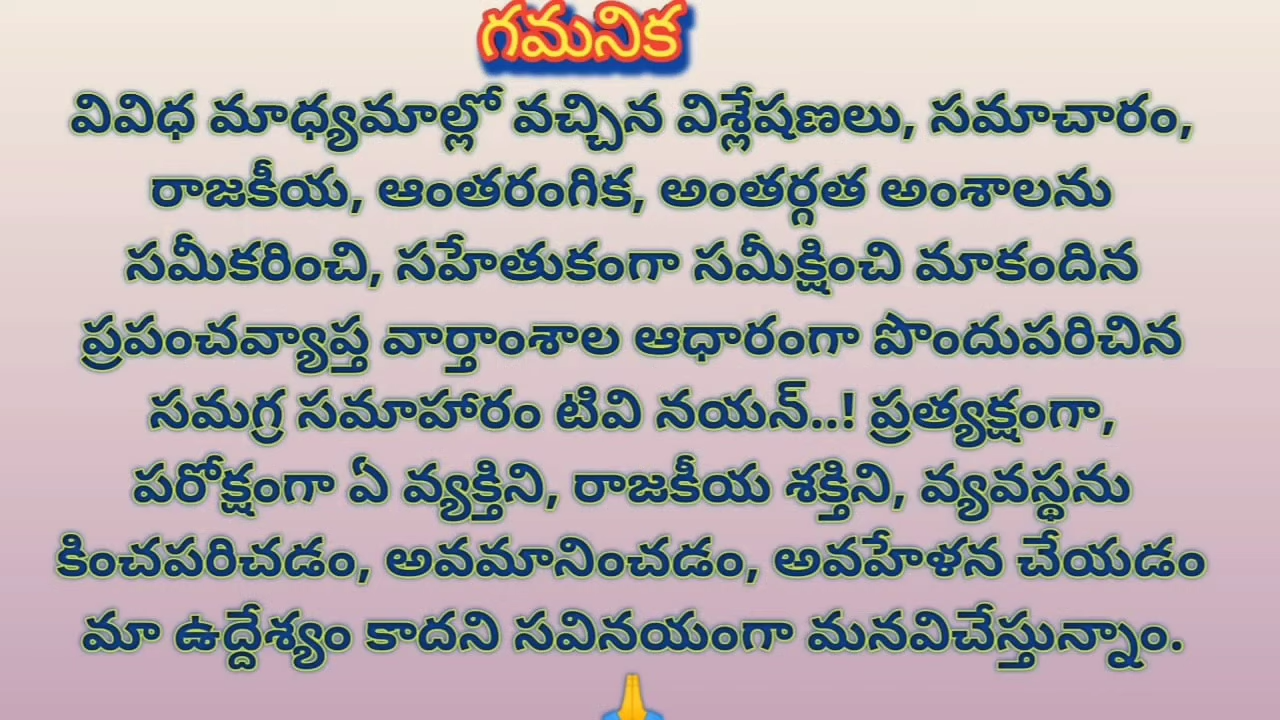 గమనిక
వివిధ మాధ్యమాల్లో వచ్చిన విశ్లేషణలు, సమాచారం,
రాజకీయ, ఆంతరంగిక, అంతర్గత అంశాలను
సమీకరించి, సహేతుకంగా సమీక్షించి మాకందిన
ప్రపంచవ్యాప్త వార్తాంశాల ఆధారంగా పొందుపరిచిన
సమగ్ర సమాహారం టివి నయన్..! ప్రత్యక్షంగా,
పరోక్షంగా ఏ వ్యక్తిని, రాజకీయ శక్తిని, వ్యవస్థను
కించపరిచడం, అవమానించడం, అవహేళన చేయడం
మా ఉద్దేశ్యం కాదని సవినయంగా మనవిచేస్తున్నాం.
🙏